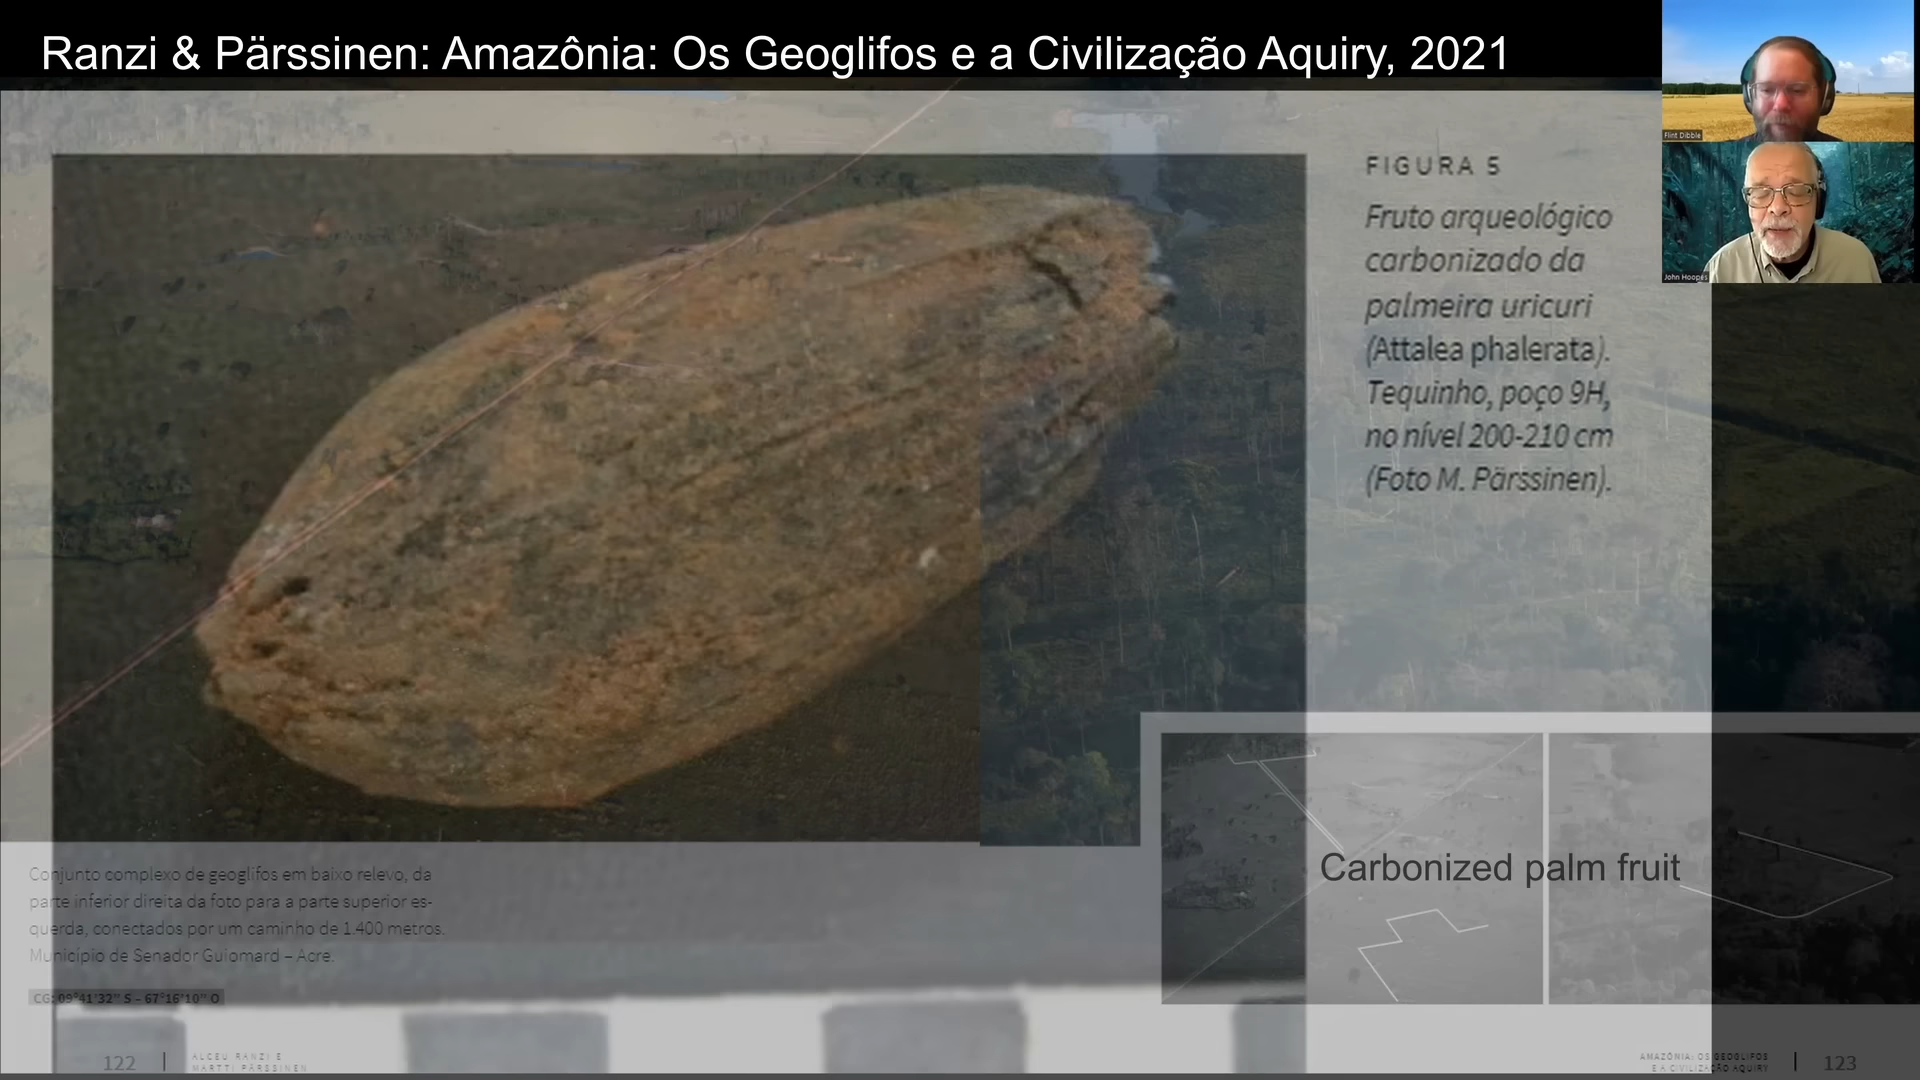 Ranzi & Pärssinen: Amazônia: Os Geoglifos e a Civilização Aquiry, 2021
Flint Dibble
John Hoopes
FIGURA 5
Fruto arqueológico
carbonizado da
palmeira uricuri
(Attalea phalerata).
Tequinho, poço 9H,
no nível 200-210 cm
(Foto M. Pärssinen).
Carbonized palm fruit
Conjunto complexo de geoglifos em baixo relevo, da
parte inferior direita da foto para a parte superior es-
querda, conectados por um caminho de 1.400 metros.
Município de Senador Guiomard – Acre.
CG: 09°41'32" S - 67°16'10" O
122 | ALCEU RANZI E
MARTTI PÄRSSINEN
AMAZÔNIA: OS GEOGLIFOS
E A CIVILIZAÇÃO AQUIRY | 123